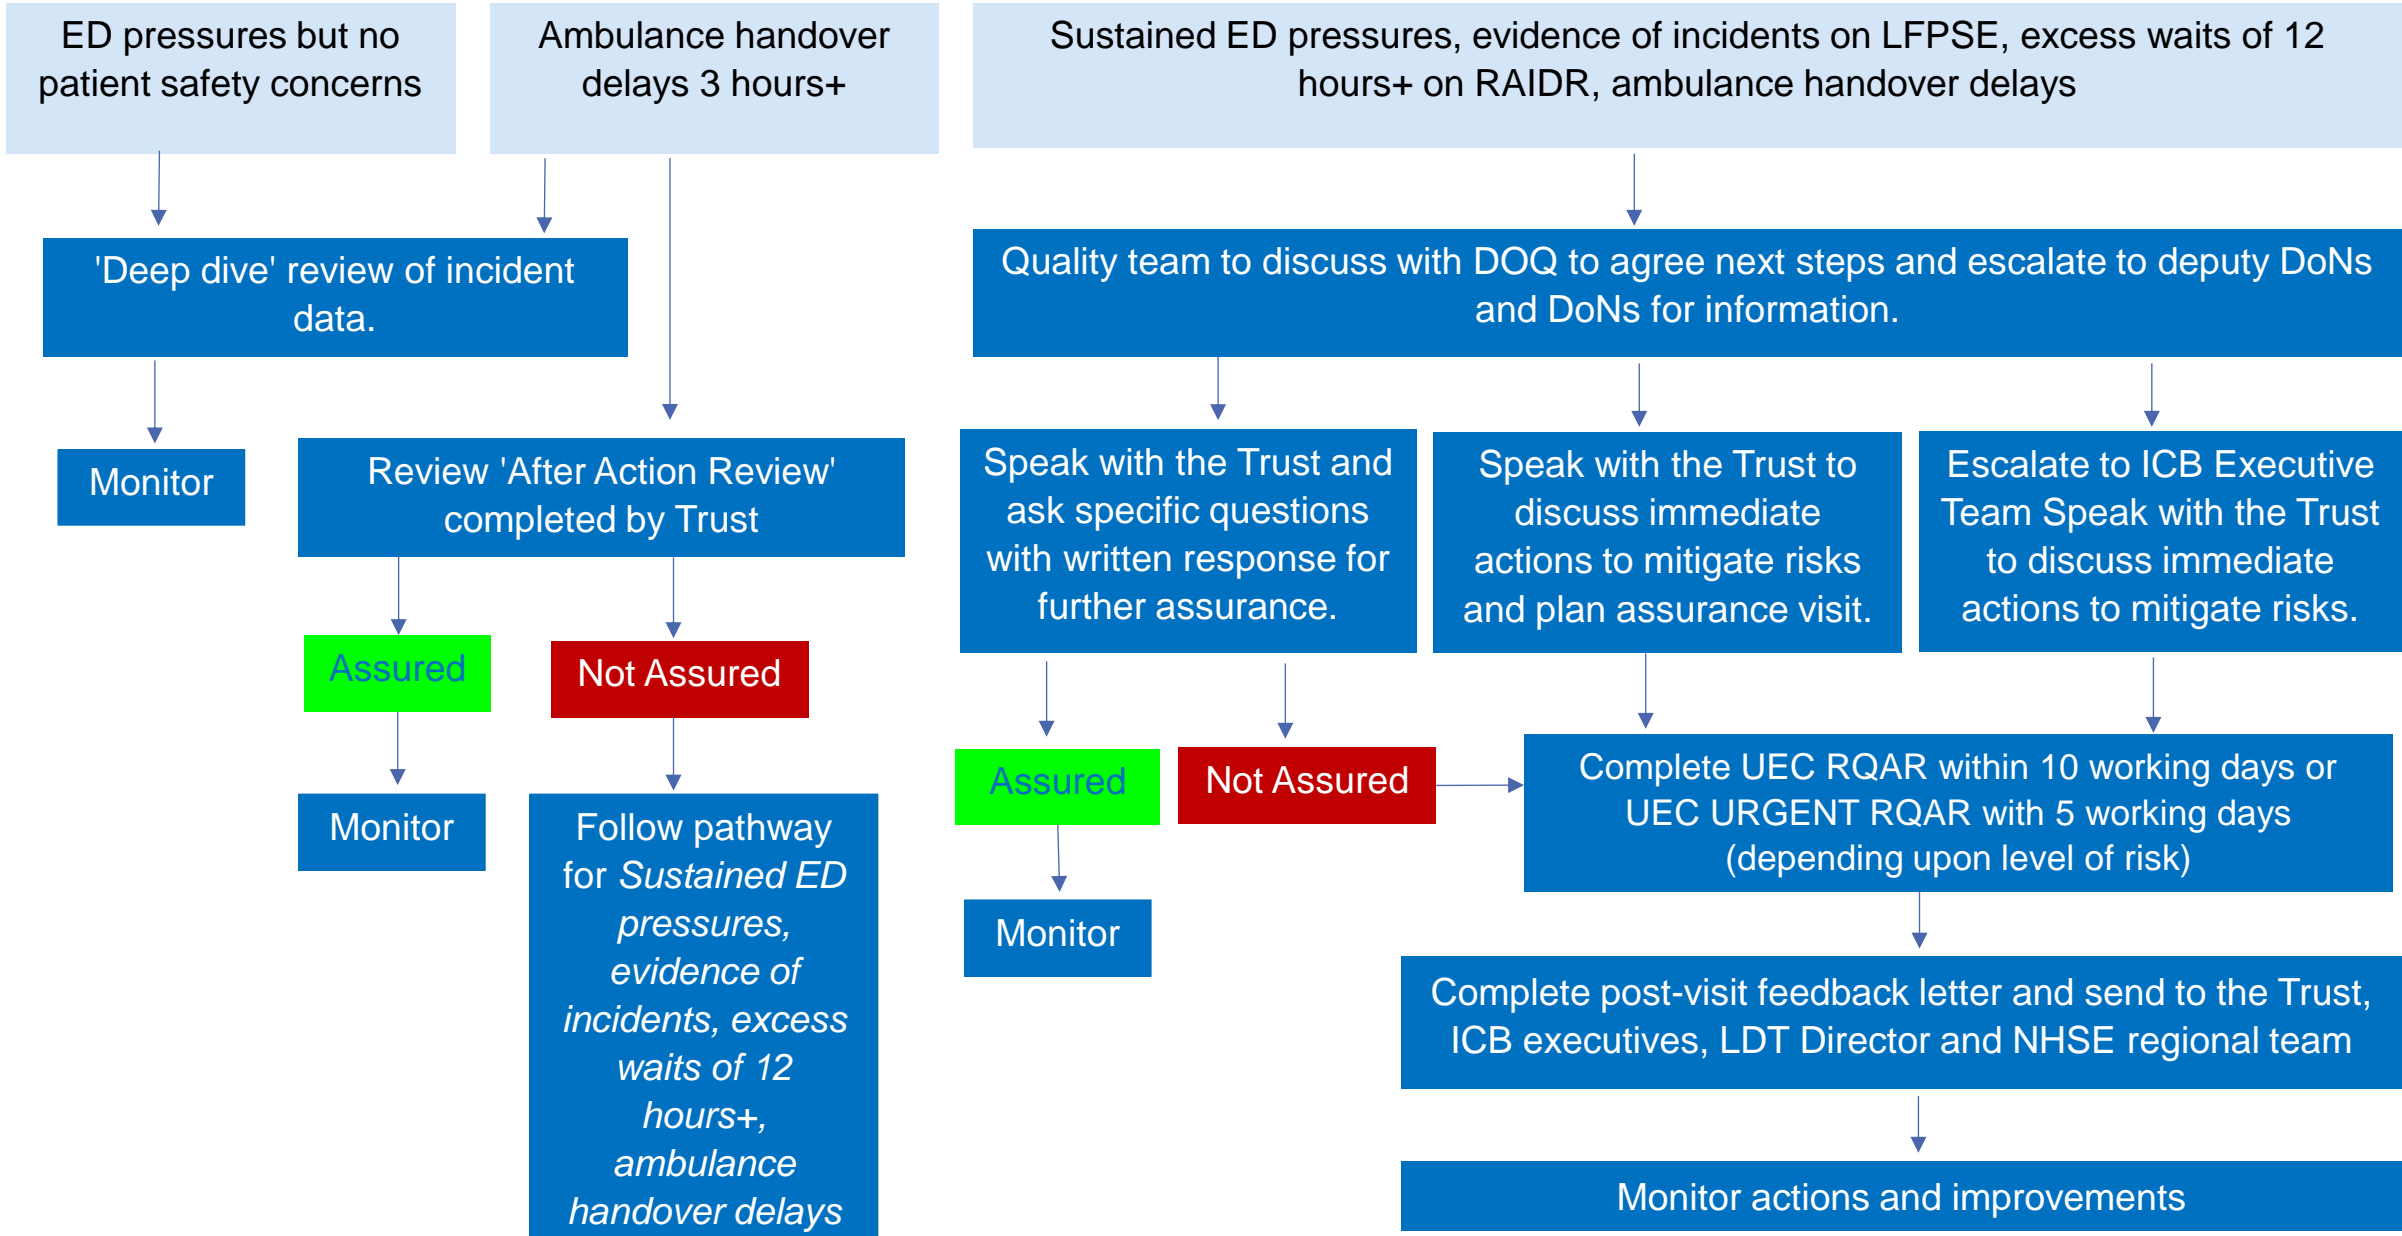 ED pressures but no
patient safety concerns
Ambulance handover
delays 3 hours+
Sustained ED pressures, evidence of incidents on LFPSE, excess waits of 12
hours+ on RAIDR, ambulance handover delays
'Deep dive' review of incident
data.
Quality team to discuss with DOQ to agree next steps and escalate to deputy DoNs
and DoNs for information.
Monitor
Review 'After Action Review'
completed by Trust
Speak with the Trust and
ask specific questions
with written response for
further assurance.
Speak with the Trust to
discuss immediate
actions to mitigate risks
and plan assurance visit.
Escalate to ICB Executive
Team Speak with the Trust
to discuss immediate
actions to mitigate risks.
Assured
Not Assured
Assured
Not Assured
Complete UEC RQAR within 10 working days or
UEC URGENT RQAR with 5 working days
(depending upon level of risk)
Monitor
Follow pathway
for Sustained ED
pressures,
evidence of
incidents, excess
waits of 12
hours+,
ambulance
handover delays
Monitor
Complete post-visit feedback letter and send to the Trust,
ICB executives, LDT Director and NHSE regional team
Monitor actions and improvements